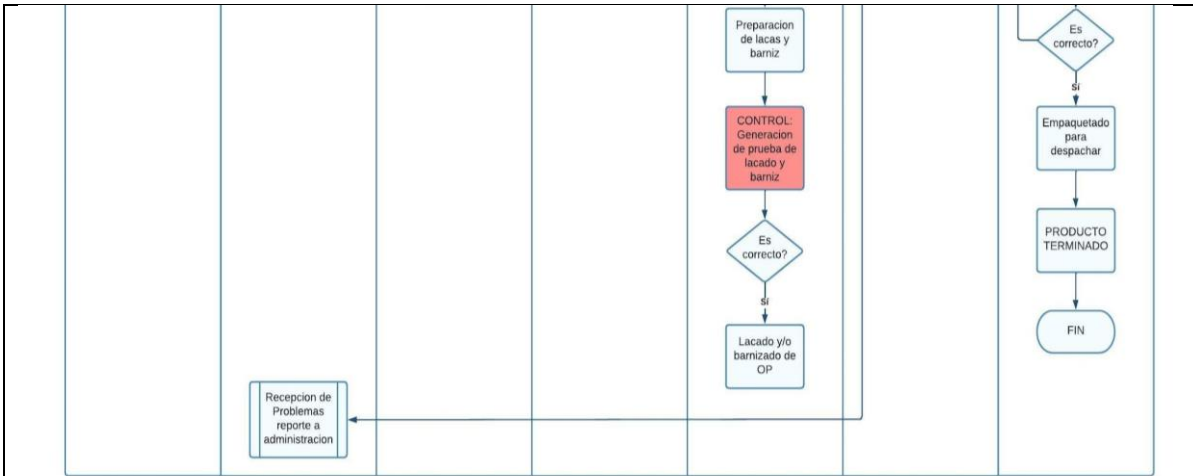 Preparacion
de lacas y
barniz
CONTROL:
Generacion
de prueba de
lacado y
barniz
Es
correcto?
si
Lacado y/o
barnizado de
OP
Recepcion de
Problemas
reporte a
administracion
Es
correcto?
si
Empaquetado
para
despachar
PRODUCTO
TERMINADO
FIN